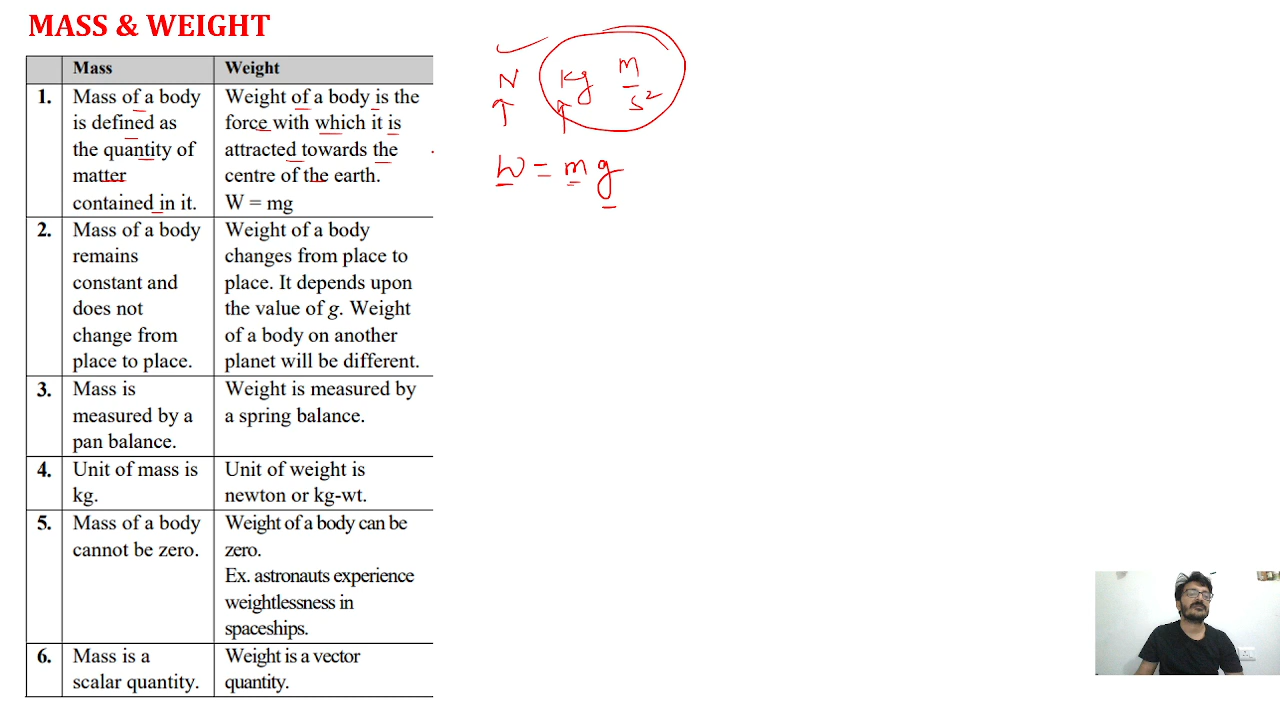 MASS & WEIGHT
Mass Weight
1. Mass of a body Weight of a body is the
is defined as force with which it is
the quantity of attracted towards the
matter centre of the earth.
contained in it. W = mg
2. Mass of a body Weight of a body
remains changes from place to
constant and place. It depends upon
does not the value of g. Weight
change from of a body on another
place to place. planet will be different.
3. Mass is Weight is measured by
measured by a a spring balance.
pan balance.
4. Unit of mass is Unit of weight is
kg. newton or kg-wt.
5. Mass of a body Weight of a body can be
cannot be zero. zero.
Ex. astronauts experience
weightlessness in
spaceships.
6. Mass is a Weight is a vector
scalar quantity. quantity.
N kg m
s²
W = mg